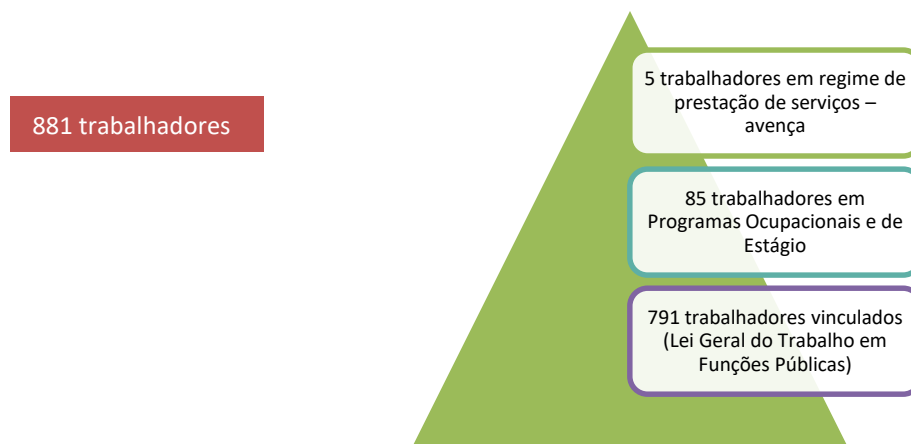 881 trabalhadores
5 trabalhadores em regime de
prestação de serviços –
avença
85 trabalhadores em
Programas Ocupacionais e de
Estágio
791 trabalhadores vinculados
(Lei Geral do Trabalho em
Funções Públicas)